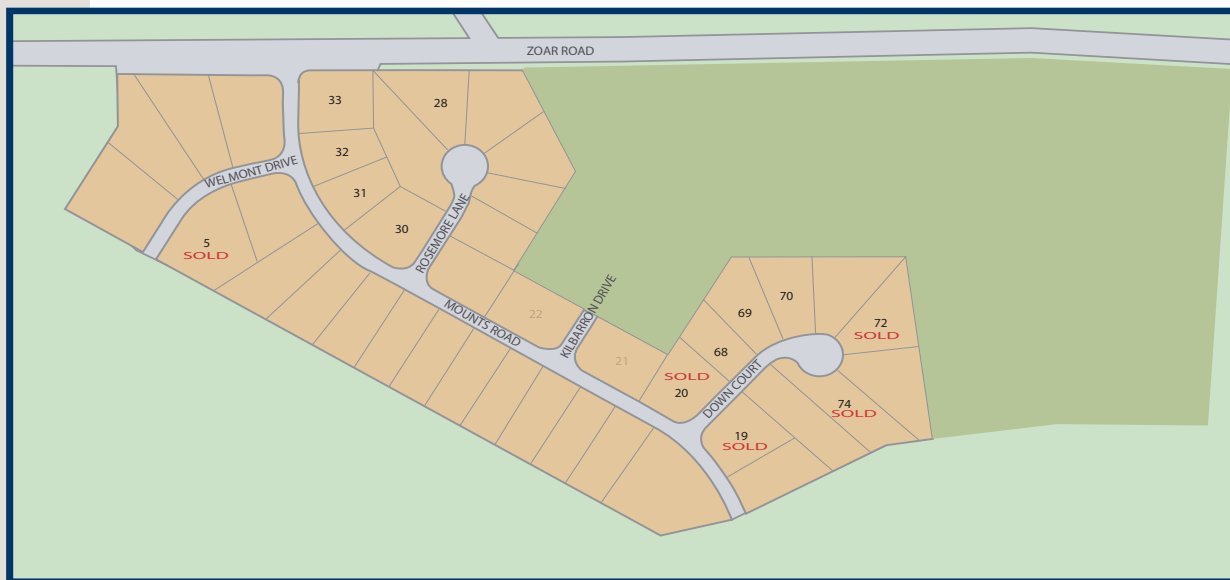 ZOAR ROAD
33
28
32
WELMONT DRIVE
31
ROSEMORE LANE
30
5
SOLD
MOUNTS ROAD
22
KILBARRON DRIVE
21
70
69
72
SOLD
68
SOLD
20
DOWN COURT
74
SOLD
19
SOLD